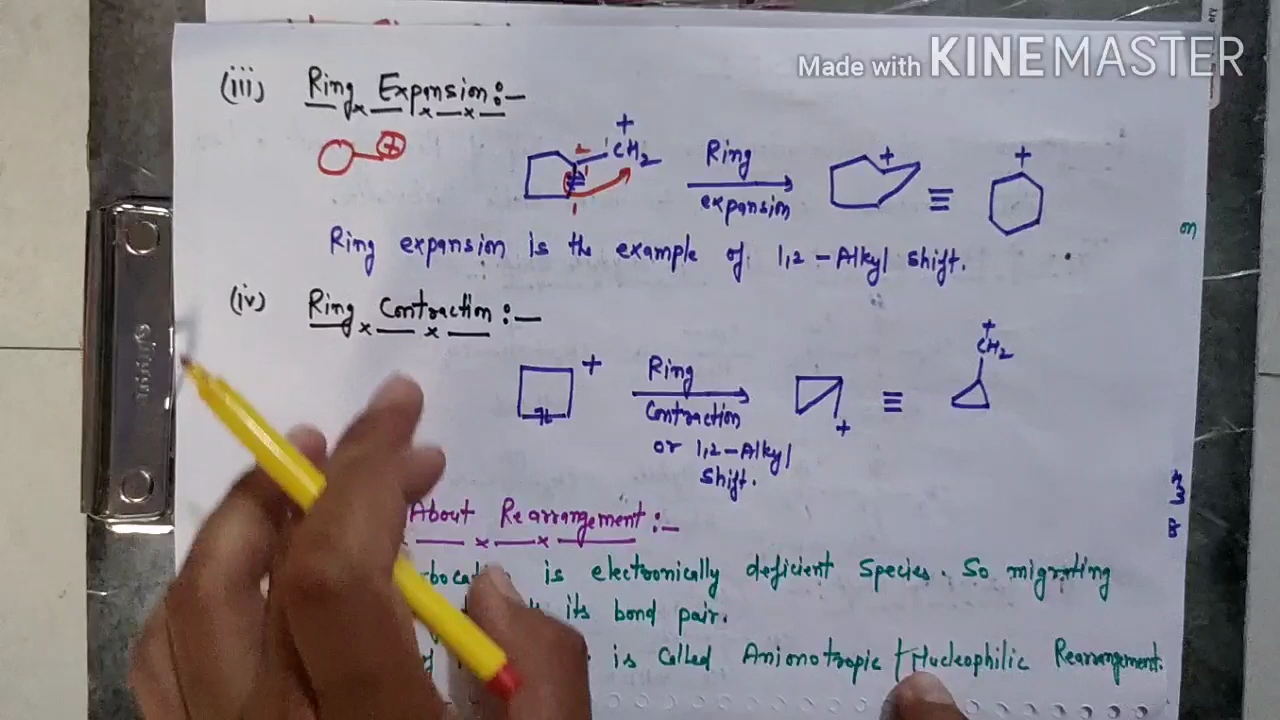 Made with KINEMASTER
(iii) Ring Expansion :-
+ CH2 Ring expansion + ≡ +
Ring expansion is the example of 1,2-Alkyl shift.
(iv) Ring Contraction :-
+ Ring Contraction or 1,2-Alkyl shift. + ≡ + CH2
About Rearrangement :-
is electronically deficient species. So migrating
its bond pair.
is called Anionotropic / Nucleophilic Rearrangement.